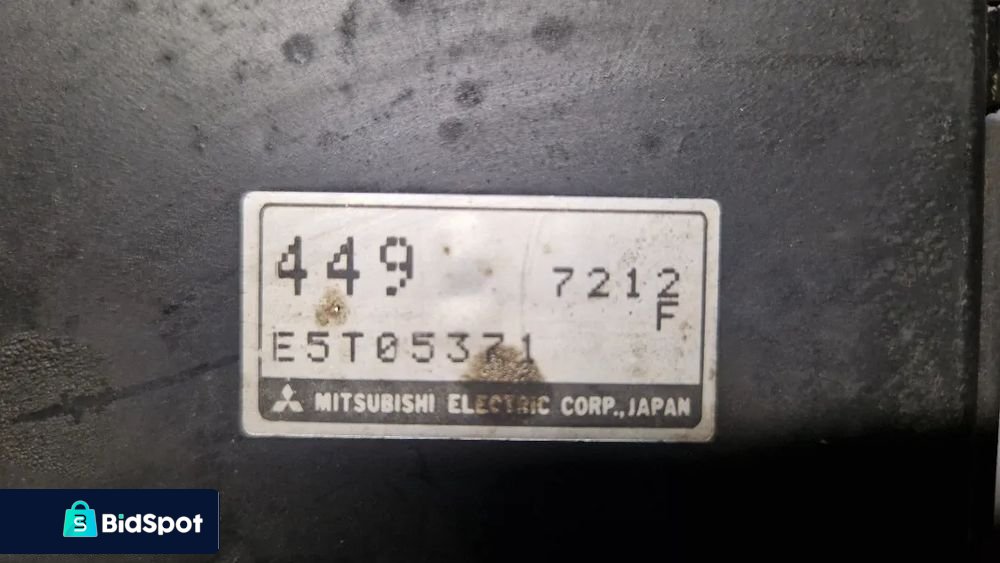 449 7212
F
E5T05371
MITSUBISHI ELECTRIC CORP., JAPAN
BidSpot